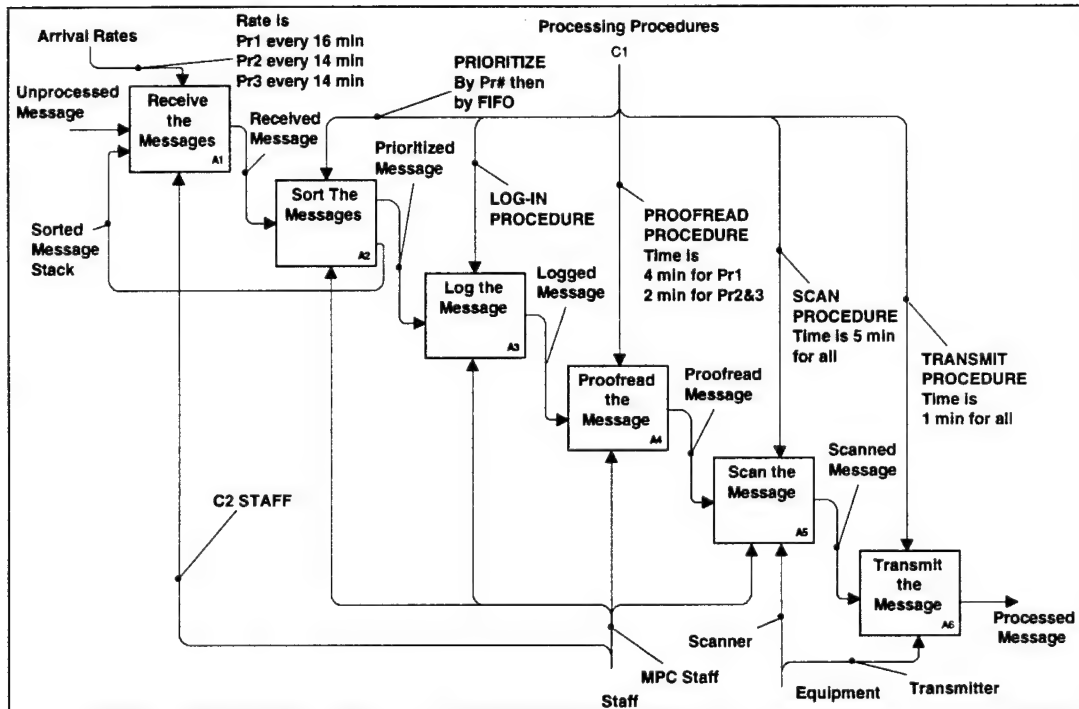 Arrival Rates
Rate is
Pr1 every 16 min
Pr2 every 14 min
Pr3 every 14 min
Processing Procedures
C1
PRIORITIZE
By Pr# then
by FIFO
Unprocessed
Message
Receive
the
Messages
A1
Received
Message
Prioritized
Message
Sort The
Messages
A2
LOG-IN
PROCEDURE
PROOFREAD
PROCEDURE
Time is
4 min for Pr1
2 min for Pr2&3
Sorted
Message
Stack
Log the
Message
A3
Logged
Message
SCAN
PROCEDURE
Time is 5 min
for all
TRANSMIT
PROCEDURE
Time is
1 min for all
Proofread
the
Message
A4
Proofread
Message
Scan the
Message
A5
Scanned
Message
C2 STAFF
Transmit
the
Message
A6
Processed
Message
Scanner
MPC Staff
Staff
Equipment
Transmitter